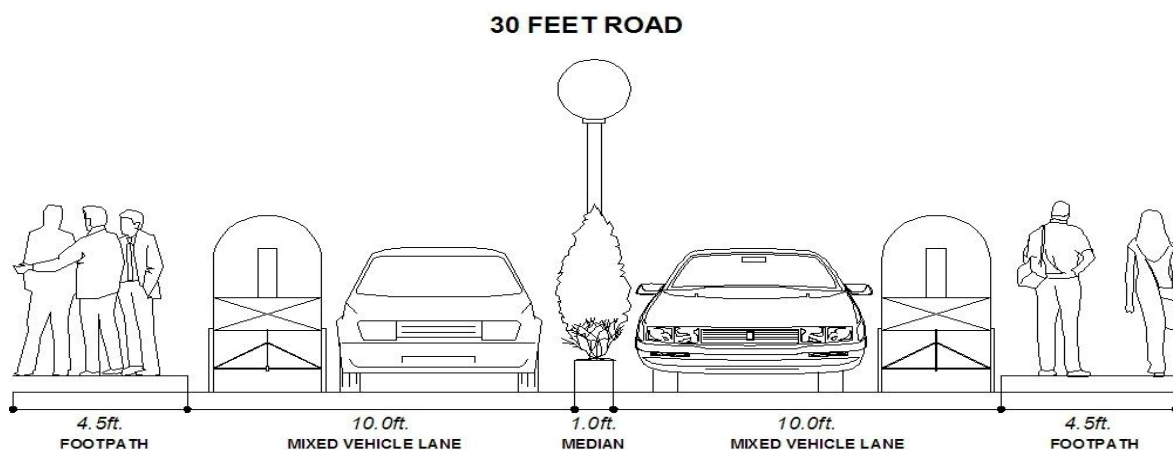 30 FEET ROAD
4.5ft. 10.0ft. 1.0ft. 10.0ft. 4.5ft.
FOOTPATH MIXED VEHICLE LANE MEDIAN MIXED VEHICLE LANE FOOTPATH